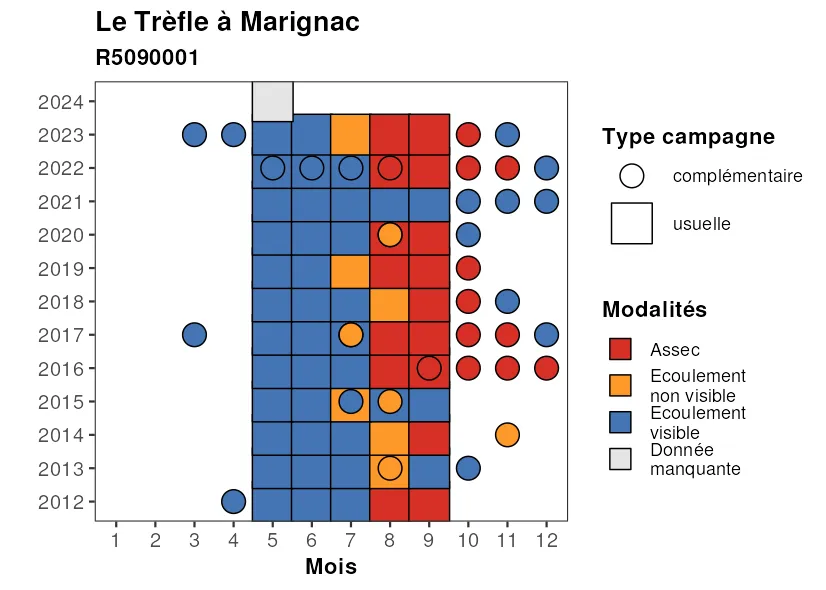 Le Trèfle à Marignac
R5090001
2024
2023
2022
2021
2020
2019
2018
2017
2016
2015
2014
2013
2012
1 2 3 4 5 6 7 8 9 10 11 12
Mois
Type campagne
complémentaire
usuelle
Modalités
Assec
Ecoulement
non visible
Ecoulement
visible
Donnée
manquante